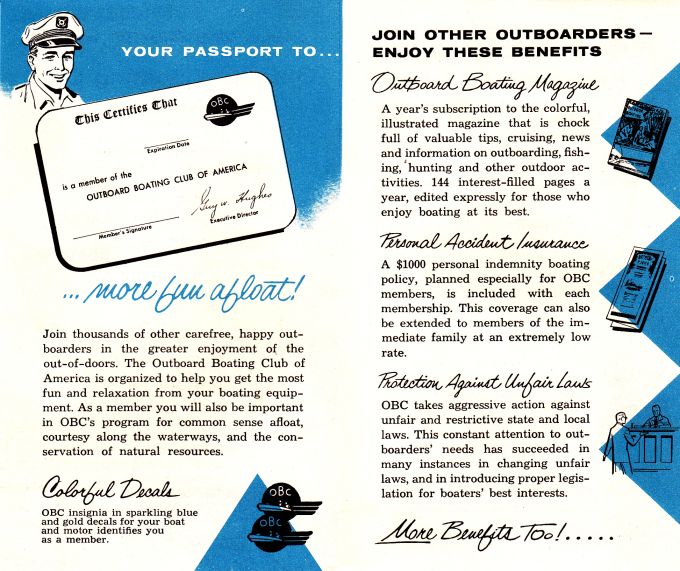 YOUR PASSPORT TO...
This Certifies That
OBC
Expiration Date
is a member of the
OUTBOARD BOATING CLUB OF AMERICA
Guy W. Hughes
Member's Signature
Executive Director
... more fun afloat!
Join thousands of other carefree, happy out-
boarders in the greater enjoyment of the
out-of-doors. The Outboard Boating Club of
America is organized to help you get the most
fun and relaxation from your boating equip-
ment. As a member you will also be important
in OBC's program for common sense afloat,
courtesy along the waterways, and the con-
servation of natural resources.
Colorful Decals
OBC insignia in sparkling blue
and gold decals for your boat
and motor identifies you
as a member.
OBC
OBC
JOIN OTHER OUTBOARDERS—
ENJOY THESE BENEFITS
Outboard Boating Magazine
A year's subscription to the colorful,
illustrated magazine that is chock
full of valuable tips, cruising, news
and information on outboarding, fish-
ing, hunting and other outdoor ac-
tivities. 144 interest-filled pages a
year, edited expressly for those who
enjoy boating at its best.
Personal Accident Insurance
A $1000 personal indemnity boating
policy, planned especially for OBC
members, is included with each
membership. This coverage can also
be extended to members of the im-
mediate family at an extremely low
rate.
Protection Against Unfair Laws
OBC takes aggressive action against
unfair and restrictive state and local
laws. This constant attention to out-
boarders' needs has succeeded in
many instances in changing unfair
laws, and in introducing proper legis-
lation for boaters' best interests.
More Benefits Too!.....